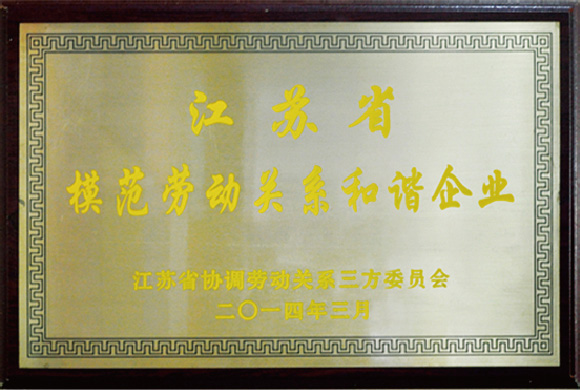 江苏省
模范劳动关系和谐企业
江苏省协调劳动关系三方委员会
二〇一四年三月